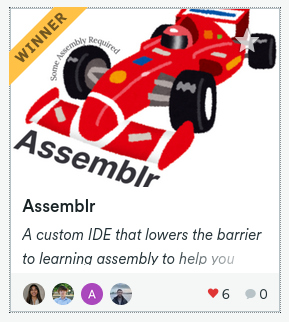 WINNER
Some Assembly Required
Assemblr
Assemblr
A custom IDE that lowers the barrier
to learning assembly to help you
A
6
0